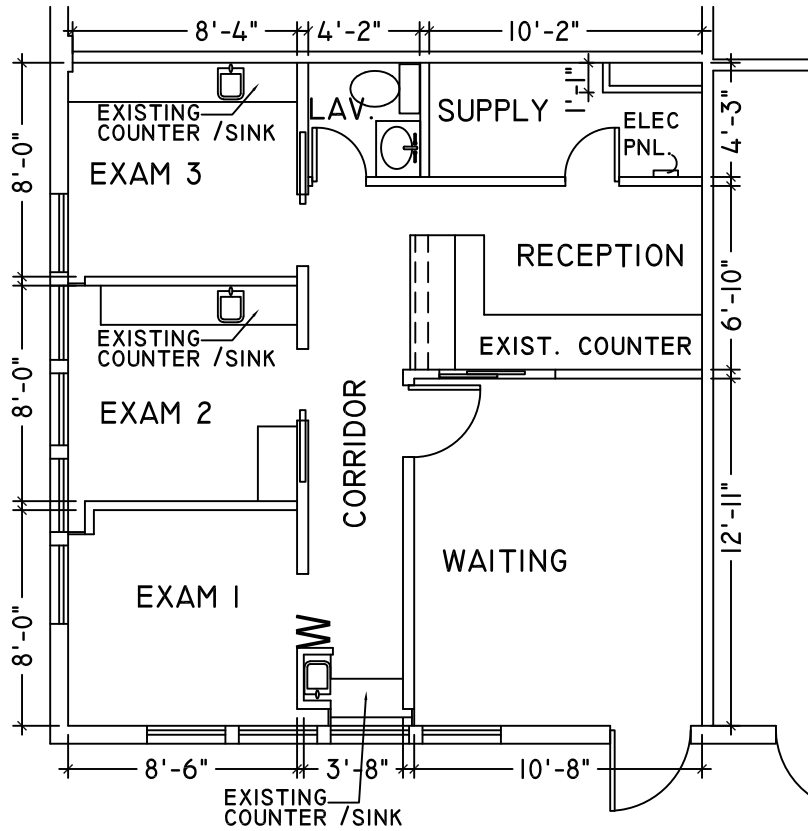 8'-4"
4'-2"
10'-2"
EXISTING
COUNTER /SINK
LAV.
SUPPLY
1'-1"
ELEC
PNL.
4'-3"
8'-0"
EXAM 3
RECEPTION
6'-10"
EXISTING
COUNTER /SINK
EXIST. COUNTER
8'-0"
EXAM 2
CORRIDOR
12'-11"
WAITING
EXAM 1
8'-0"
W
8'-6"
3'-8"
10'-8"
EXISTING
COUNTER /SINK